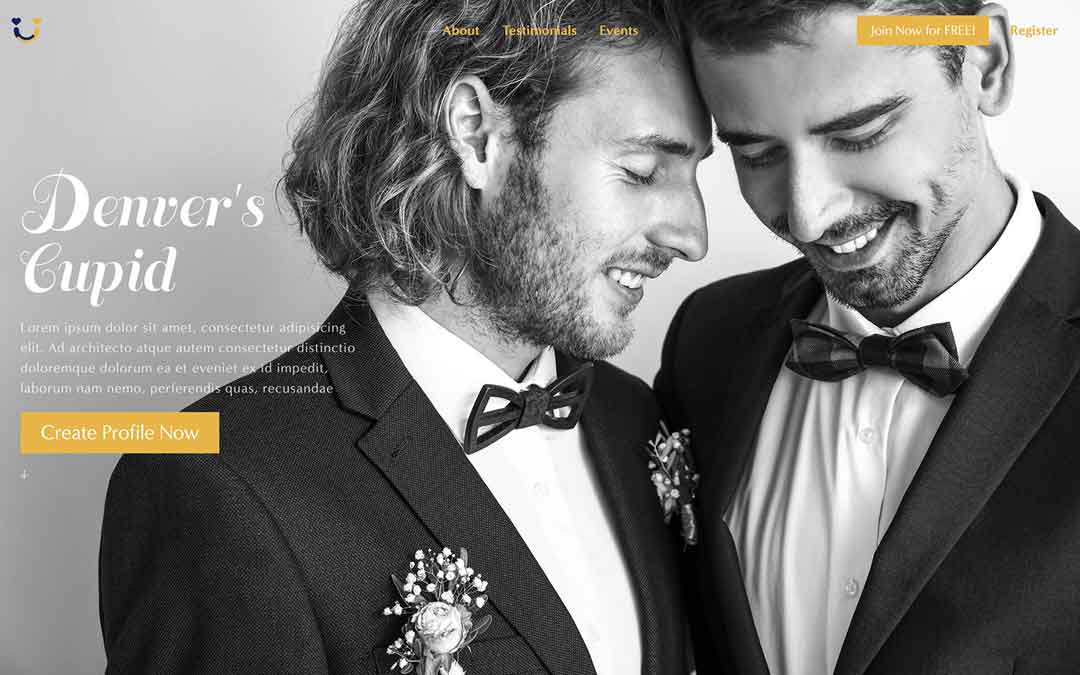 About Testimonials Events Join Now for FREE! Register
Denver's
Cupid
Lorem ipsum dolor sit amet, consectetur adipisicing
elit. Ad architecto atque autem consectetur distinctio
doloremque dolorum ea et eveniet ex id impedit,
laborum nam nemo, perferendis quas, recusandae
Create Profile Now
+